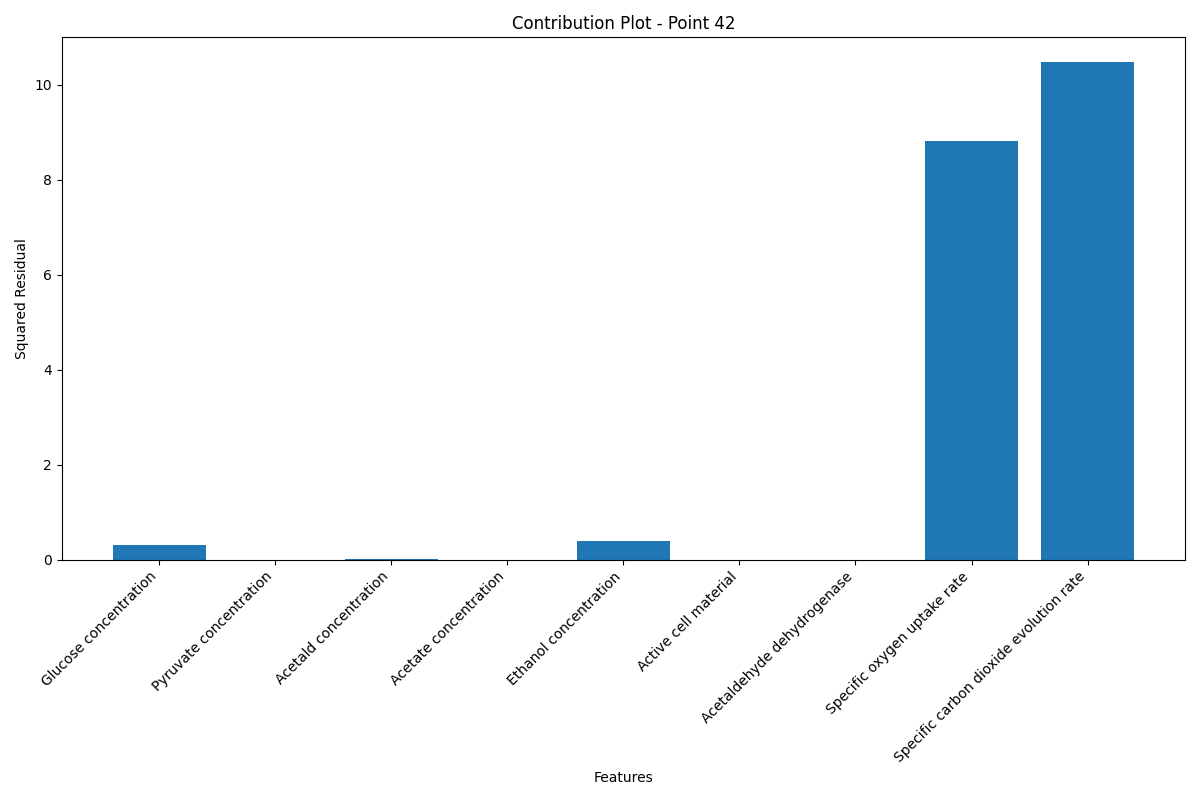 Contribution Plot - Point 42
Squared Residual
10
8
6
4
2
0
Glucose concentration
Pyruvate concentration
Acetald concentration
Acetate concentration
Ethanol concentration
Active cell material
Acetaldehyde dehydrogenase
Specific oxygen uptake rate
Specific carbon dioxide evolution rate
Features